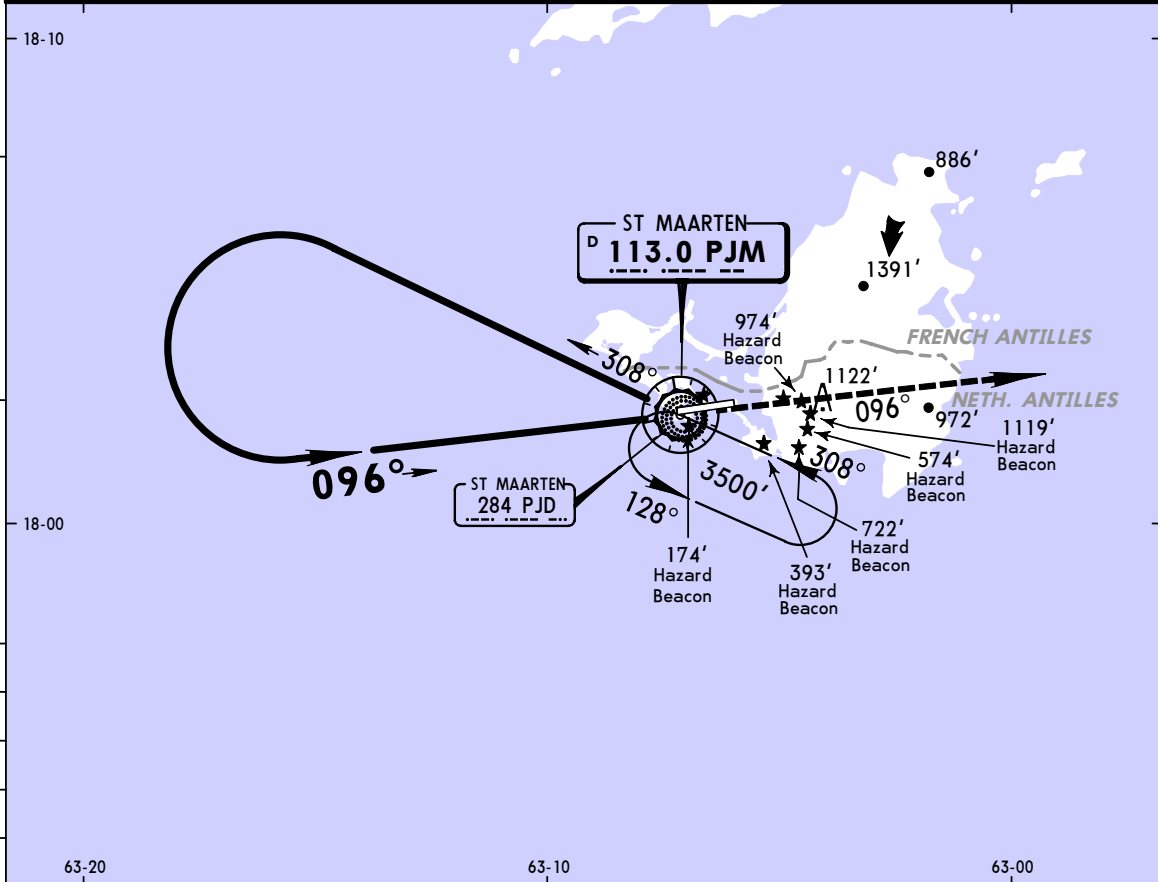 18-10
886'
ST MAARTEN
D 113.0 PJM
1391'
974'
Hazard
Beacon
FRENCH ANTILLES
308°
1122'
096°
NETH. ANTILLES
972'
1119'
Hazard
Beacon
574'
Hazard
Beacon
308°
096°
ST MAARTEN
284 PJD
3500'
128°
18-00
722'
Hazard
Beacon
174'
Hazard
Beacon
393'
Hazard
Beacon
63-20
63-10
63-00